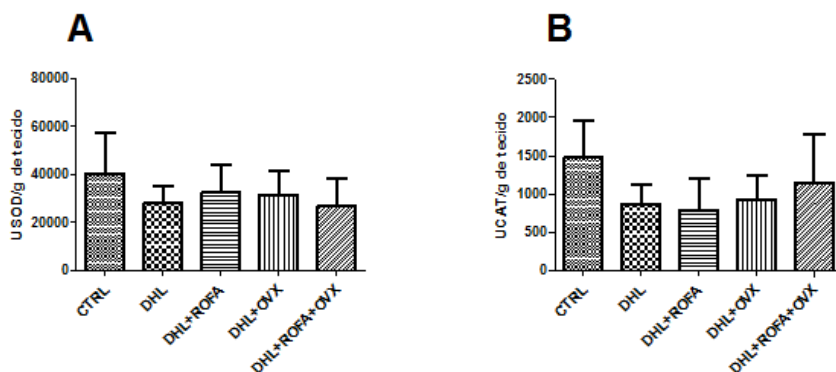 A
USOD/g de tecido
80000
60000
40000
20000
0
CTRL
DHL
DHL+ROFA
DHL+OVX
DHL+ROFA+OVX
B
UCAT/g de tecido
2500
2000
1500
1000
500
0
CTRL
DHL
DHL+ROFA
DHL+OVX
DHL+ROFA+OVX